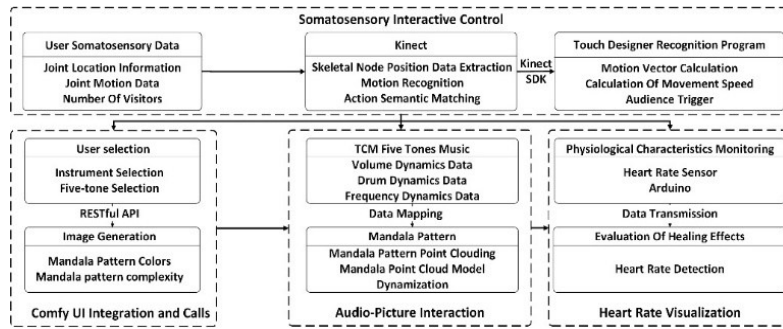 Somatosensory Interactive Control
User Somatosensory Data
Joint Location Information
Joint Motion Data
Number Of Visitors
Kinect
Skeletal Node Position Data Extraction
Motion Recognition
Action Semantic Matching
Kinect
SDK
Touch Designer Recognition Program
Motion Vector Calculation
Calculation Of Movement Speed
Audience Trigger
User selection
Instrument Selection
Five-tone Selection
RESTful API
Image Generation
Mandala Pattern Colors
Mandala pattern complexity
Comfy UI Integration and Calls
TCM Five Tones Music
Volume Dynamics Data
Drum Dynamics Data
Frequency Dynamics Data
Data Mapping
Mandala Pattern
Mandala Pattern Point Clouding
Mandala Point Cloud Model
Dynamization
Audio-Picture Interaction
Physiological Characteristics Monitoring
Heart Rate Sensor
Arduino
Data Transmission
Evaluation Of Healing Effects
Heart Rate Detection
Heart Rate Visualization